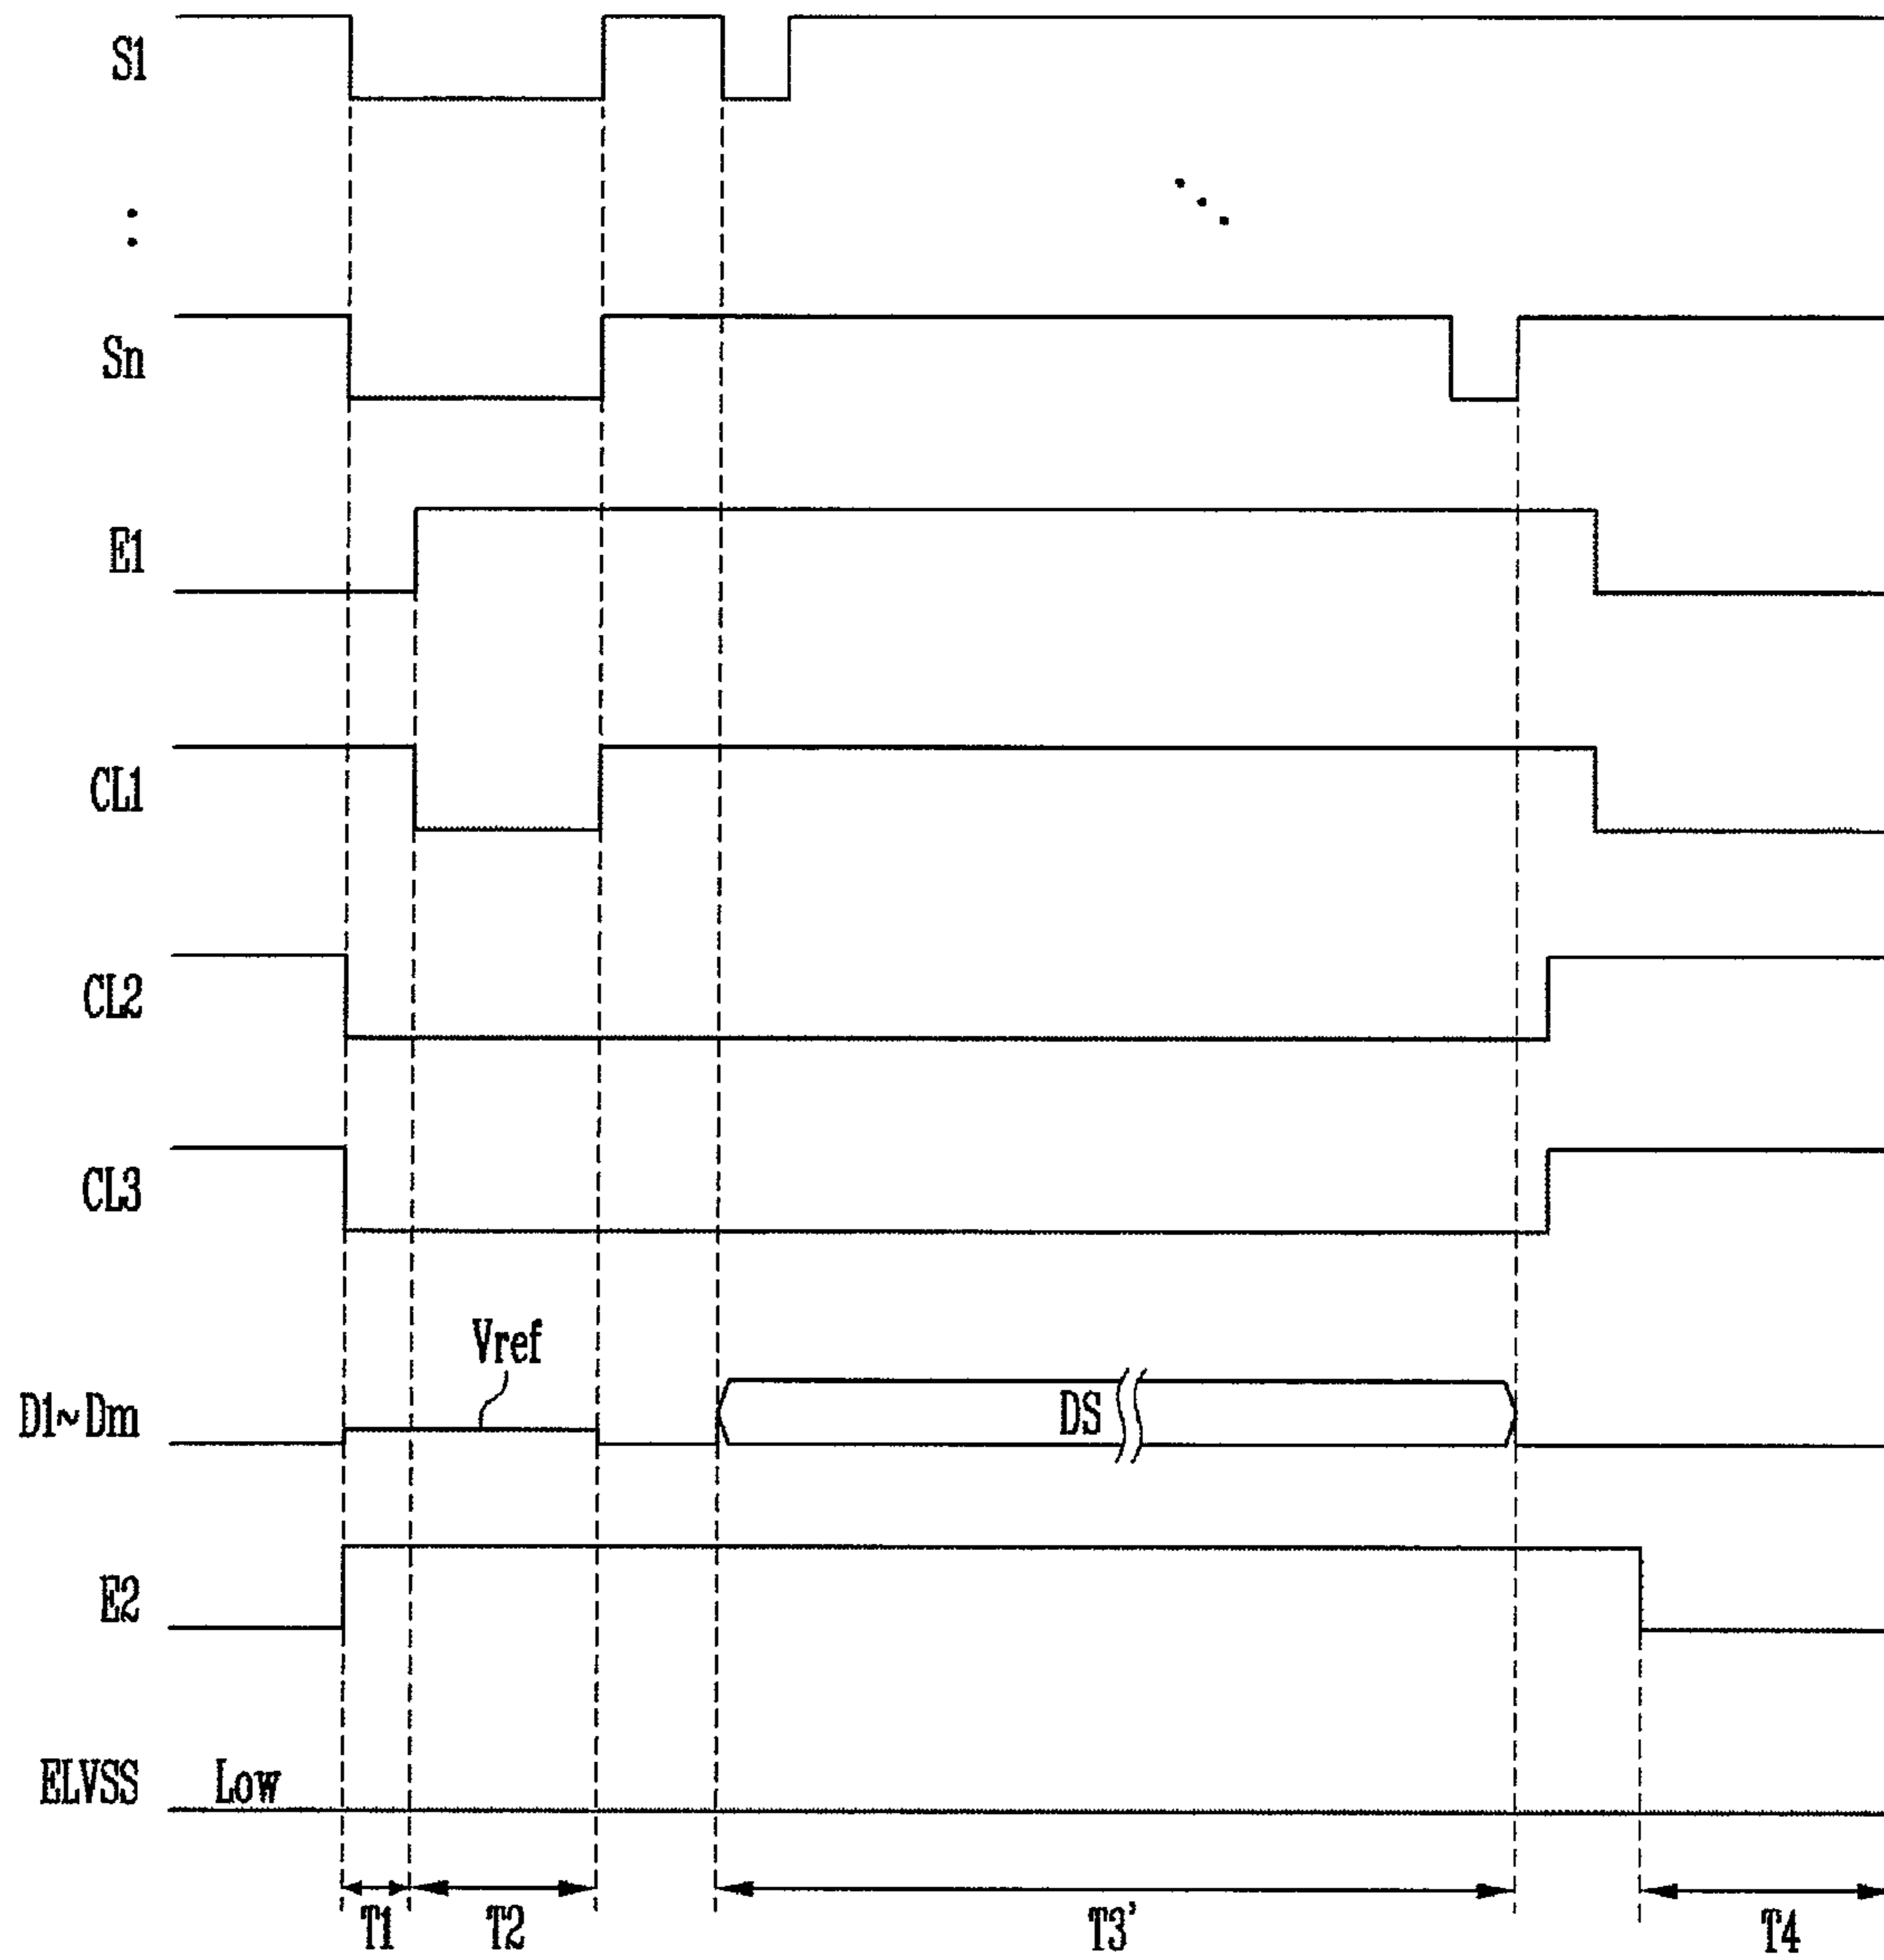 S1
Sn
E1
CL1
CL2
CL3
Vref
D1~Dm
DS
E2
ELVSS Low
T1 T2 T3' T4